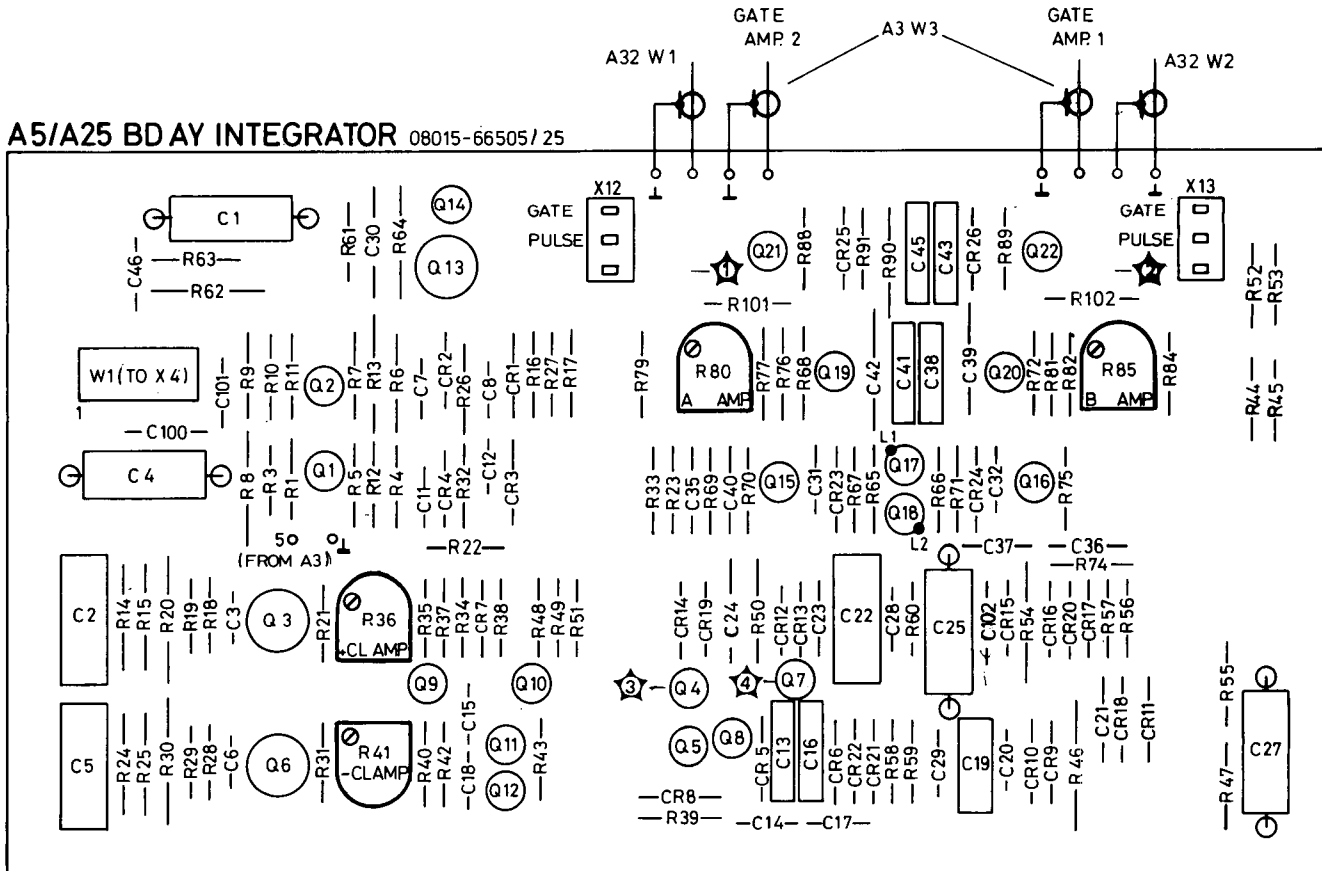 GATE
AMP. 2
A3 W3
GATE
AMP. 1
A32 W1
A32 W2
A5/A25 BD AY INTEGRATOR 08015-66505/25
C1
R63
R62
C46
R61
C30
R64
Q14
Q13
X12
GATE
PULSE
1
Q21
R88
CR25
R91
R90
C45
C43
CR26
R89
Q22
X13
GATE
PULSE
2
R52
R53
R101
R102
W1(TO X4)
1
C101
R9
R10
R11
Q2
R7
R13
R6
C7
CR2
R26
C8
CR1
R16
R27
R17
R79
R80
A AMP
R77
R76
R68
Q19
C42
C41
C38
C39
Q20
R72
R81
R82
R85
B AMP
R84
R44
R45
C100
C4
R8
R3
R1
Q1
R5
R12
R4
C11
CR4
R32
C12
CR3
R33
R23
C35
R69
C40
R70
Q15
C31
CR23
R67
R65
L1
Q17
Q18
L2
R66
R71
CR24
C32
Q16
R75
5
(FROM A3)
R22
C37
C36
R74
C2
R14
R15
R20
R19
R18
C3
Q3
R21
R36
+CL AMP
R35
R37
R34
CR7
R38
R48
R49
R51
CR14
CR19
C24
R50
CR12
CR13
C23
C22
C28
R60
C25
C102
CR15
R54
CR16
CR20
CR17
R57
R56
Q9
Q10
3
Q4
4
Q7
R55
C5
R24
R25
R30
R29
R28
C6
Q6
R31
R41
-CLAMP
R40
R42
C15
C18
Q11
Q12
R43
Q5
Q8
CR5
C13
C16
CR6
CR22
CR21
R58
R59
C29
C19
C20
CR10
CR9
R46
C21
CR18
CR11
R47
C27
CR8
R39
C14
C17